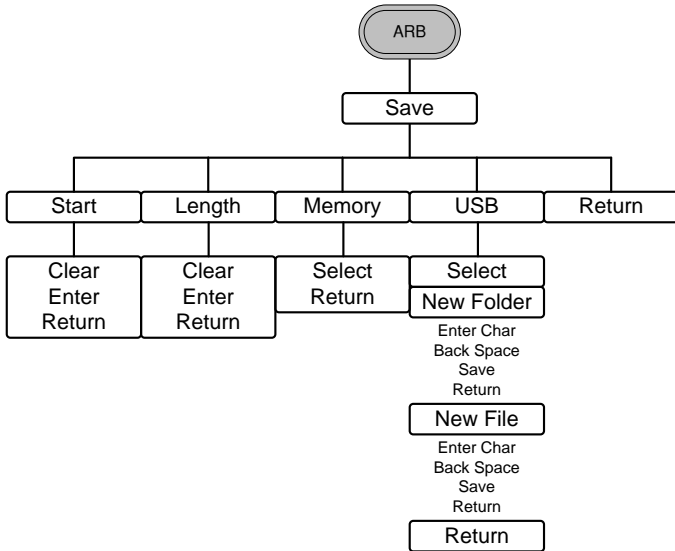 ARB
Save
Start
Length
Memory
USB
Return
Clear
Enter
Return
Clear
Enter
Return
Select
Return
Select
New Folder
Enter Char
Back Space
Save
Return
New File
Enter Char
Back Space
Save
Return
Return